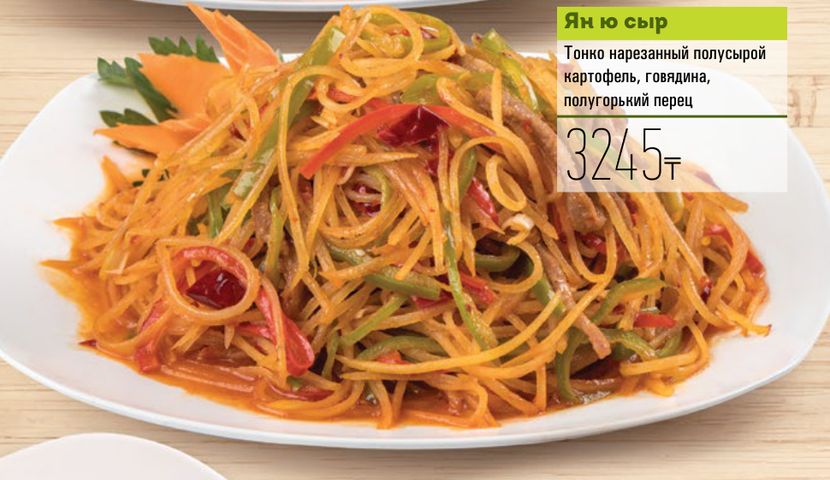 Ян ю сыр
Тонко нарезанный полусырой
картофель, говядина,
полугорький перец
3245₸